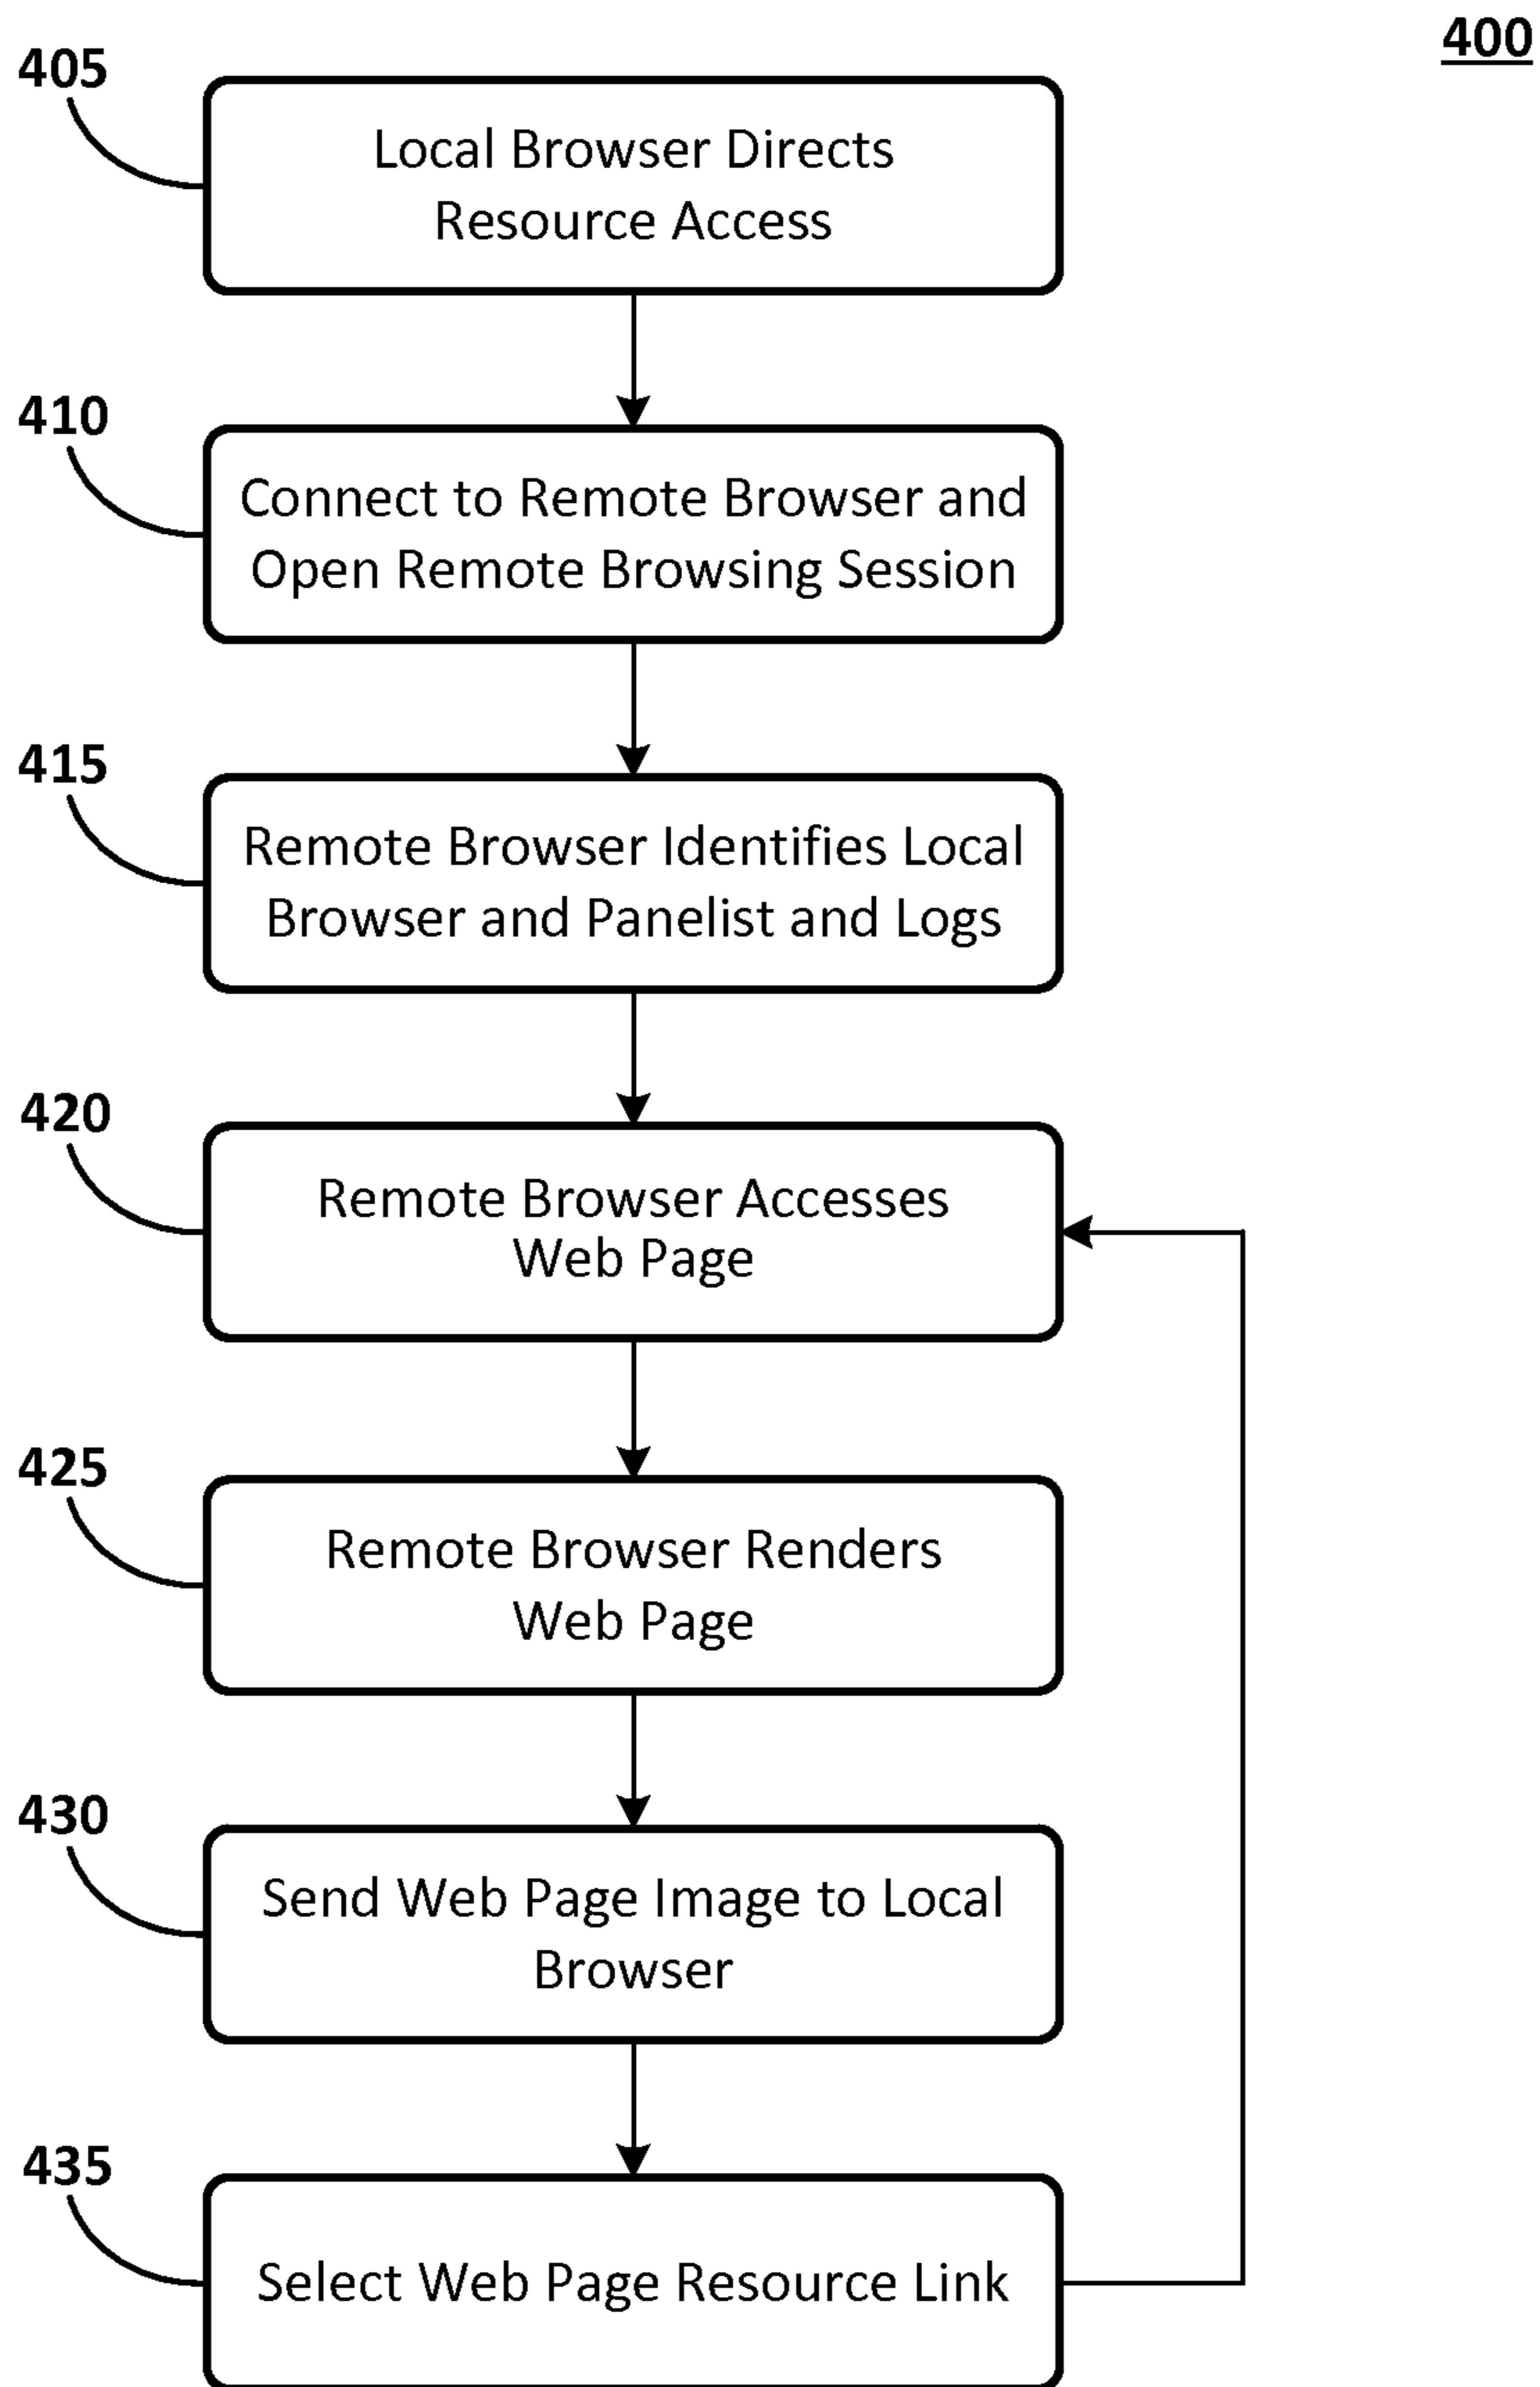 400
405
Local Browser Directs
Resource Access
410
Connect to Remote Browser and
Open Remote Browsing Session
415
Remote Browser Identifies Local
Browser and Panelist and Logs
420
Remote Browser Accesses
Web Page
425
Remote Browser Renders
Web Page
430
Send Web Page Image to Local
Browser
435
Select Web Page Resource Link